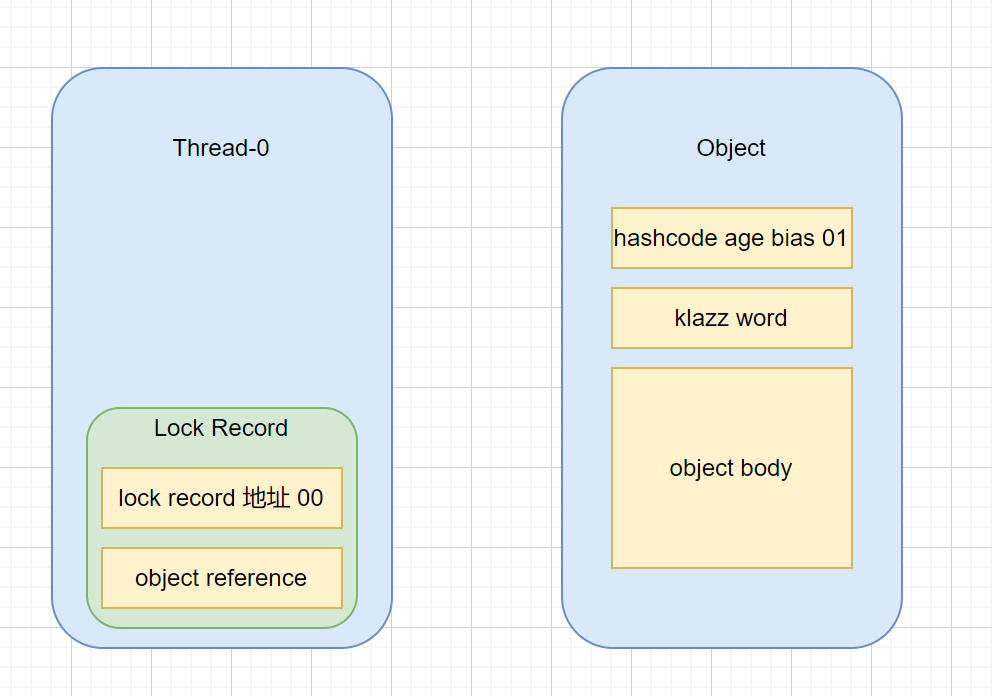 Thread-0
Lock Record
lock record 地址 00
object reference
Object
hashcode age bias 01
klazz word
object body